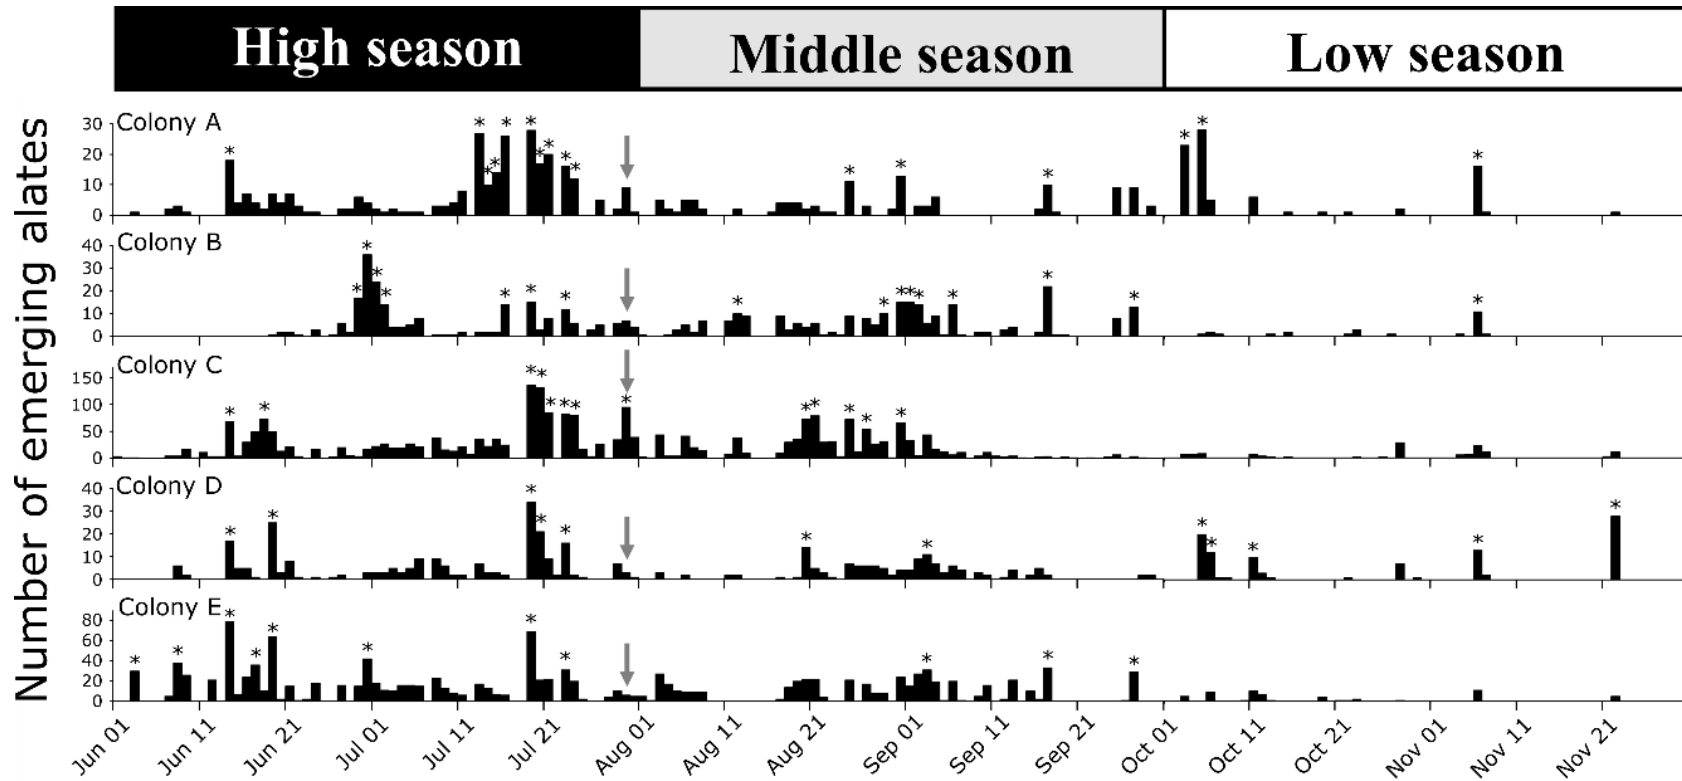 High season Middle season Low season
Number of emerging alates
Colony A
30
20
10
0
Colony B
40
30
20
10
0
Colony C
150
100
50
0
Colony D
40
30
20
10
0
Colony E
80
60
40
20
0
Jun 01 Jun 11 Jun 21 Jul 01 Jul 11 Jul 21 Aug 01 Aug 11 Aug 21 Sep 01 Sep 11 Sep 21 Oct 01 Oct 11 Oct 21 Nov 01 Nov 11 Nov 21